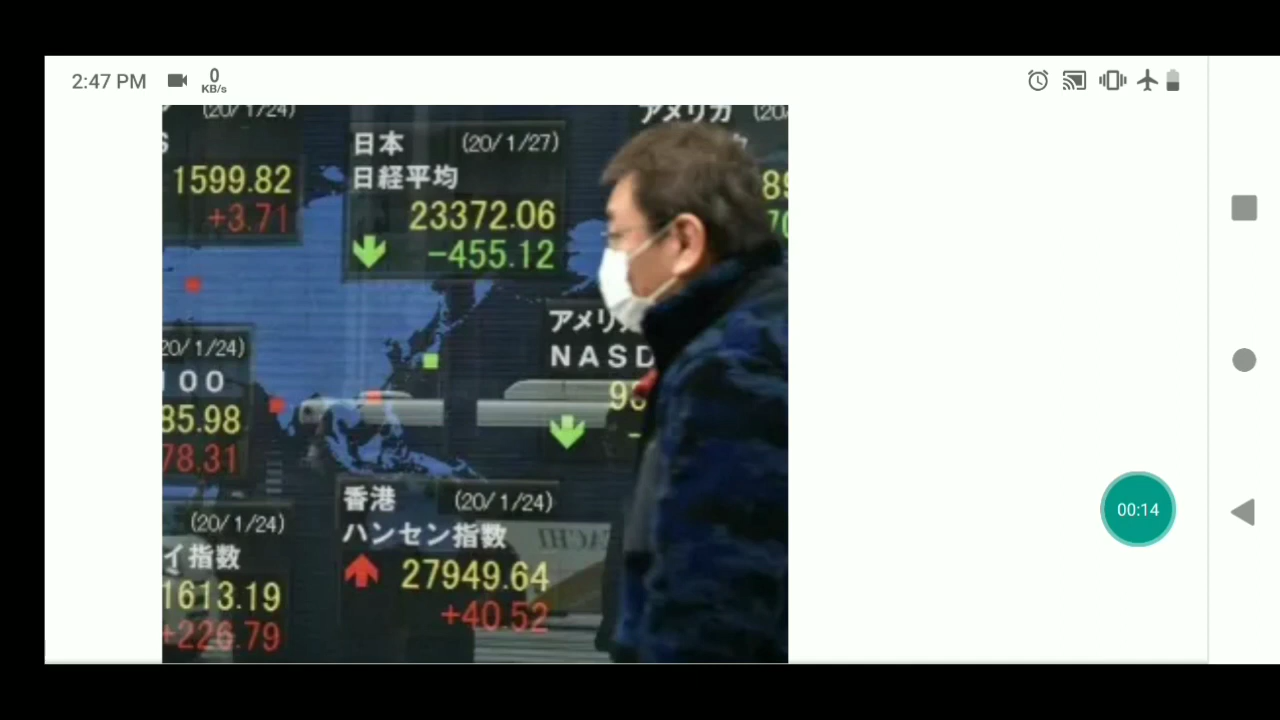 2:47 PM
0
KB/s
(20/1/24)
1599.82
+3.71
日本 (20/1/27)
日経平均
23372.06
-455.12
アメリカ
NASD
20/1/24)
100
85.98
78.31
香港 (20/1/24)
ハンセン指数
27949.64
+40.52
(20/1/24)
イ指数
1613.19
+226.79
00:14